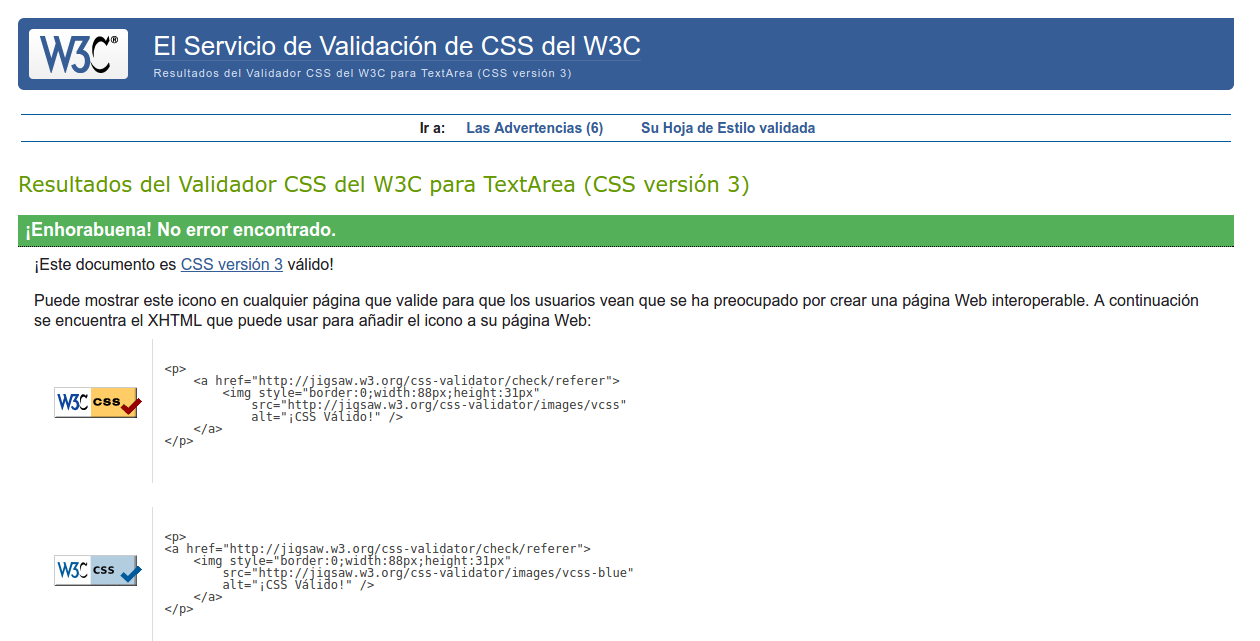 W3C®
El Servicio de Validación de CSS del W3C
Resultados del Validador CSS del W3C para TextArea (CSS versión 3)
Ir a: Las Advertencias (6) Su Hoja de Estilo validada
Resultados del Validador CSS del W3C para TextArea (CSS versión 3)
¡Enhorabuena! No error encontrado.
¡Este documento es CSS versión 3 válido!
Puede mostrar este icono en cualquier página que valide para que los usuarios vean que se ha preocupado por crear una página Web interoperable. A continuación
se encuentra el XHTML que puede usar para añadir el icono a su página Web:
W3C css
<p>
<a href="http://jigsaw.w3.org/css-validator/check/referer">
<img style="border:0;width:88px;height:31px"
src="http://jigsaw.w3.org/css-validator/images/vcss"
alt="¡CSS Válido!" />
</a>
</p>
W3C css
<p>
<a href="http://jigsaw.w3.org/css-validator/check/referer">
<img style="border:0;width:88px;height:31px"
src="http://jigsaw.w3.org/css-validator/images/vcss-blue"
alt="¡CSS Válido!" />
</a>
</p>